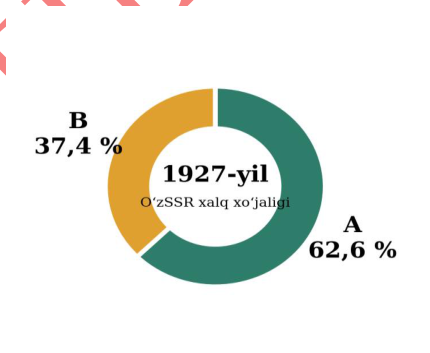 B
37,4 %
1927-yil
O‘zSSR xalq xo‘jaligi
A
62,6 %